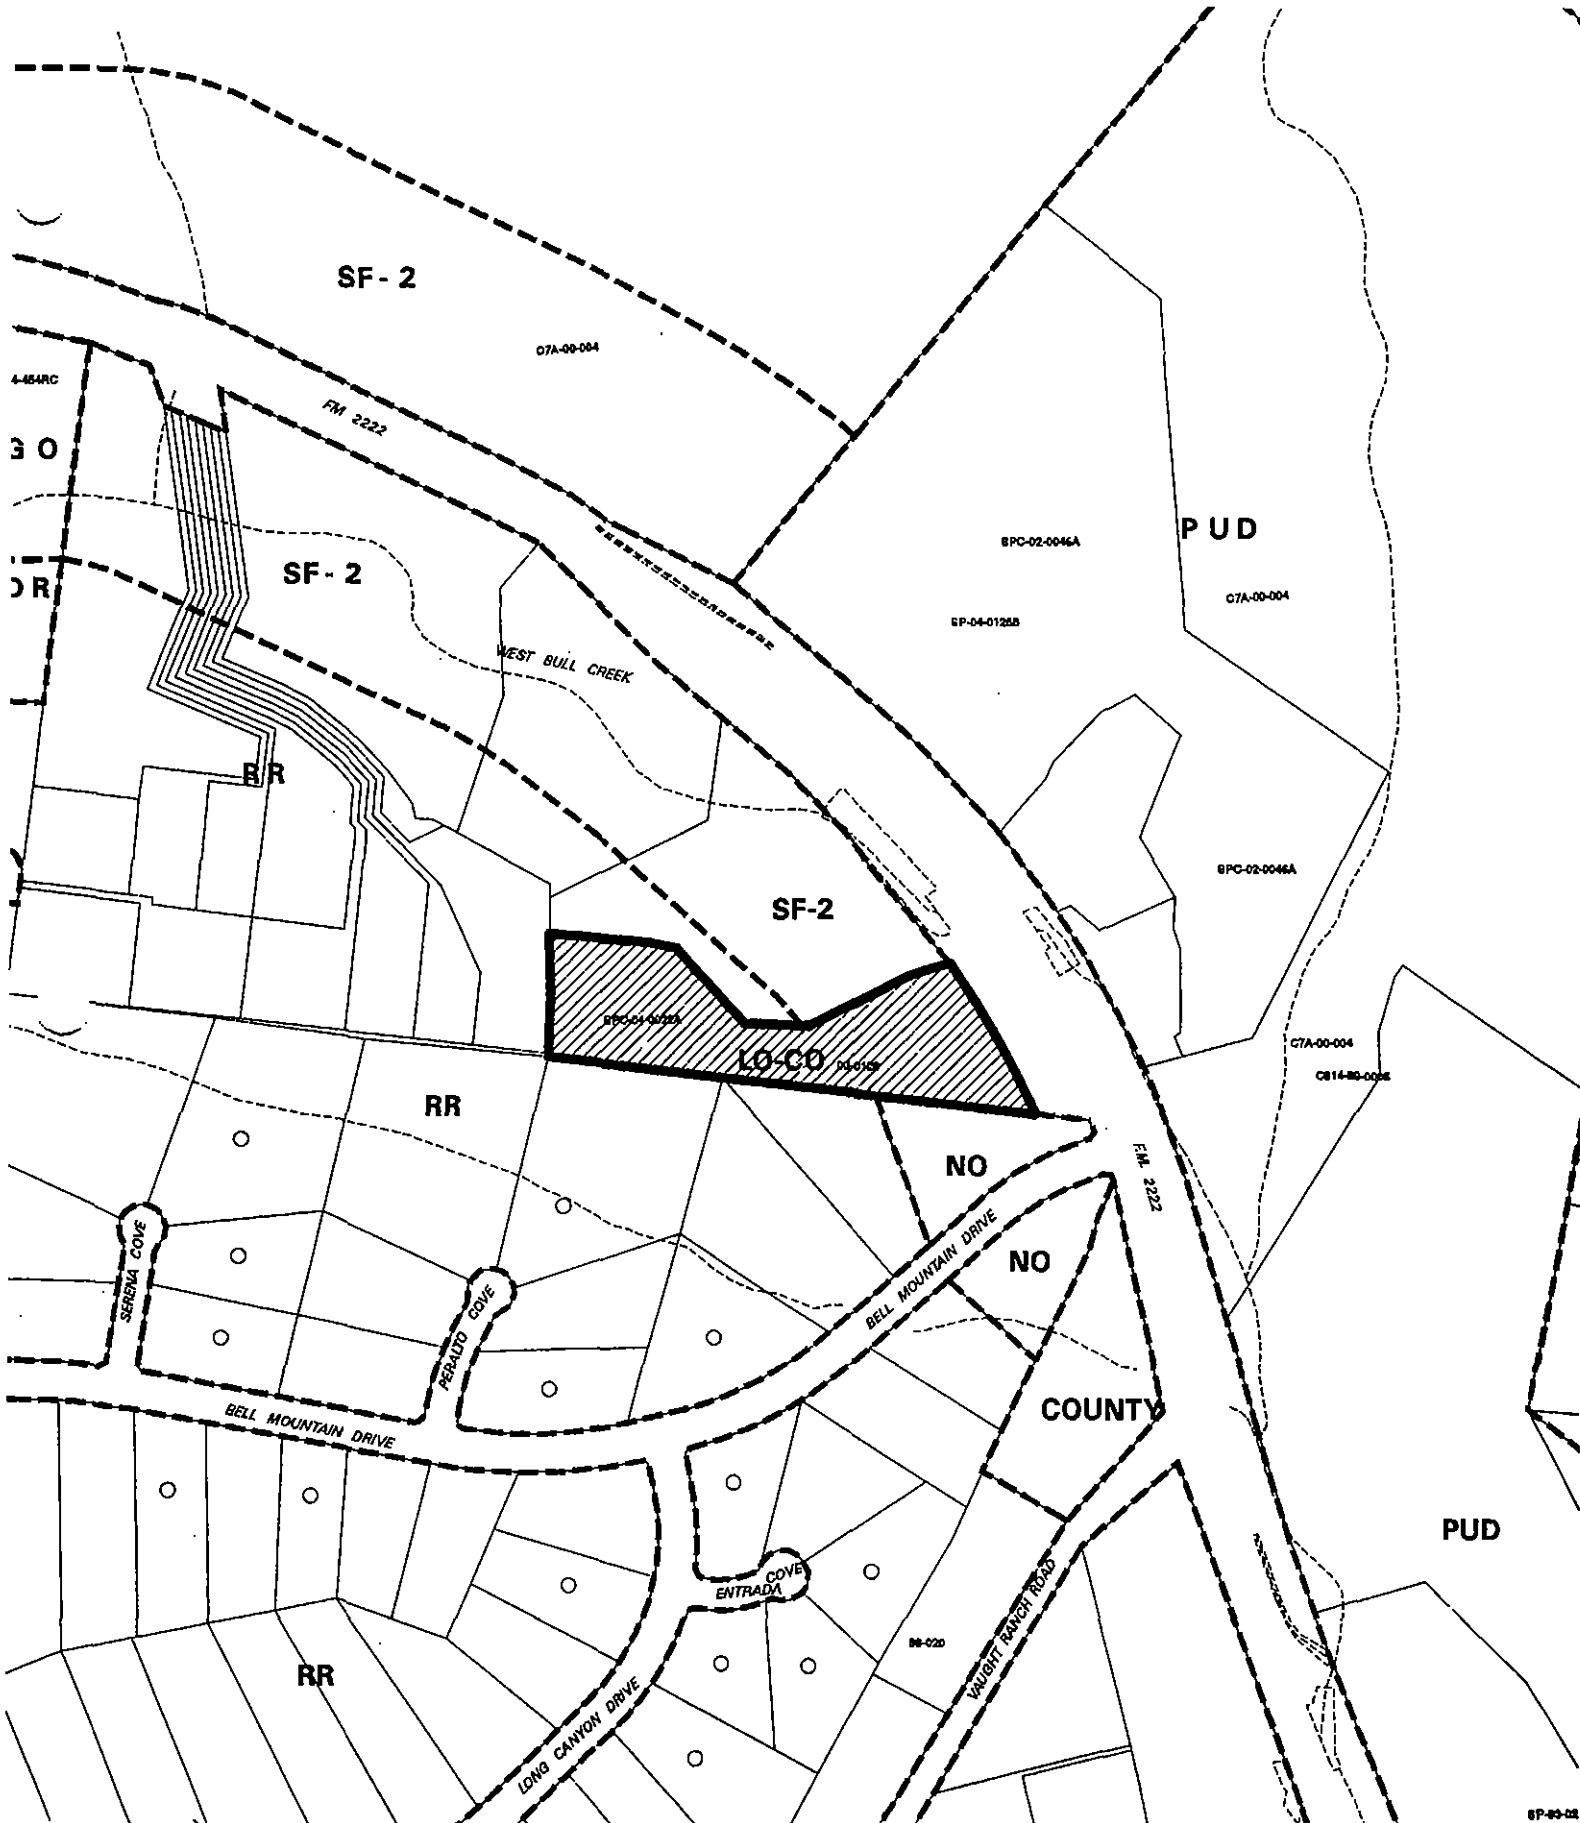 SF-2
C7A-00-004
FM 2222
GO
SF-2
SPC-02-0046A
PUD
C7A-00-004
SP-04-0126B
WEST BULL CREEK
RR
SPC-02-0046A
SF-2
LO-CO
C7A-00-004
RR
NO
F.M. 2222
SERENA COVE
BELL MOUNTAIN DRIVE
NO
PERALTO COVE
COUNTY
BELL MOUNTAIN DRIVE
PUD
ENTRADA COVE
VAUGHT RANCH ROAD
RR
LONG CANYON DRIVE